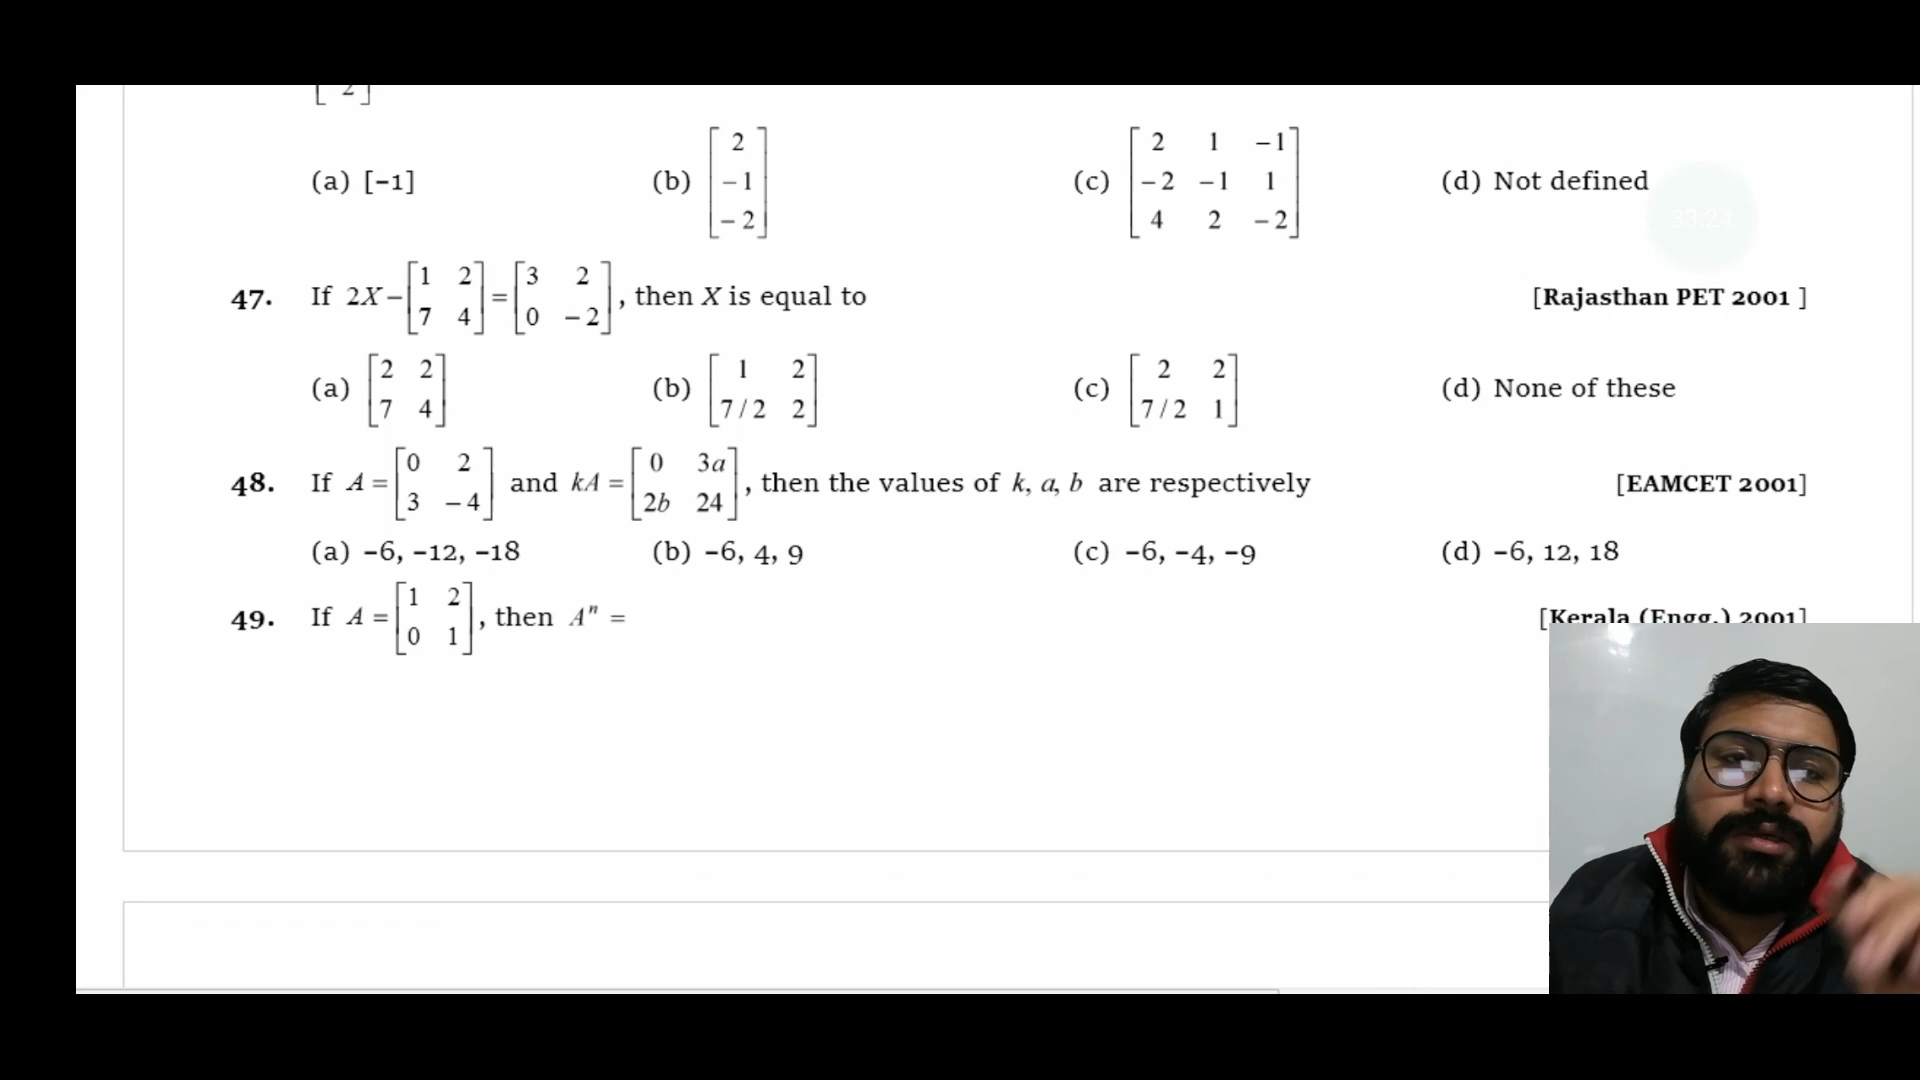 2
(a) [−1] (b) [2 −1 −2] (c) [2 1 −1 −2 −1 1 4 2 −2] (d) Not defined
33:24
47. If 2X − [1 2 7 4] = [3 2 0 −2], then X is equal to [Rajasthan PET 2001 ]
(a) [2 2 7 4] (b) [1 2 7/2 2] (c) [2 2 7/2 1] (d) None of these
48. If A = [0 2 3 −4] and kA = [0 3a 2b 24], then the values of k, a, b are respectively [EAMCET 2001]
(a) −6, −12, −18 (b) −6, 4, 9 (c) −6, −4, −9 (d) −6, 12, 18
49. If A = [1 2 0 1], then Aⁿ = [Kerala (Engg.) 2001]